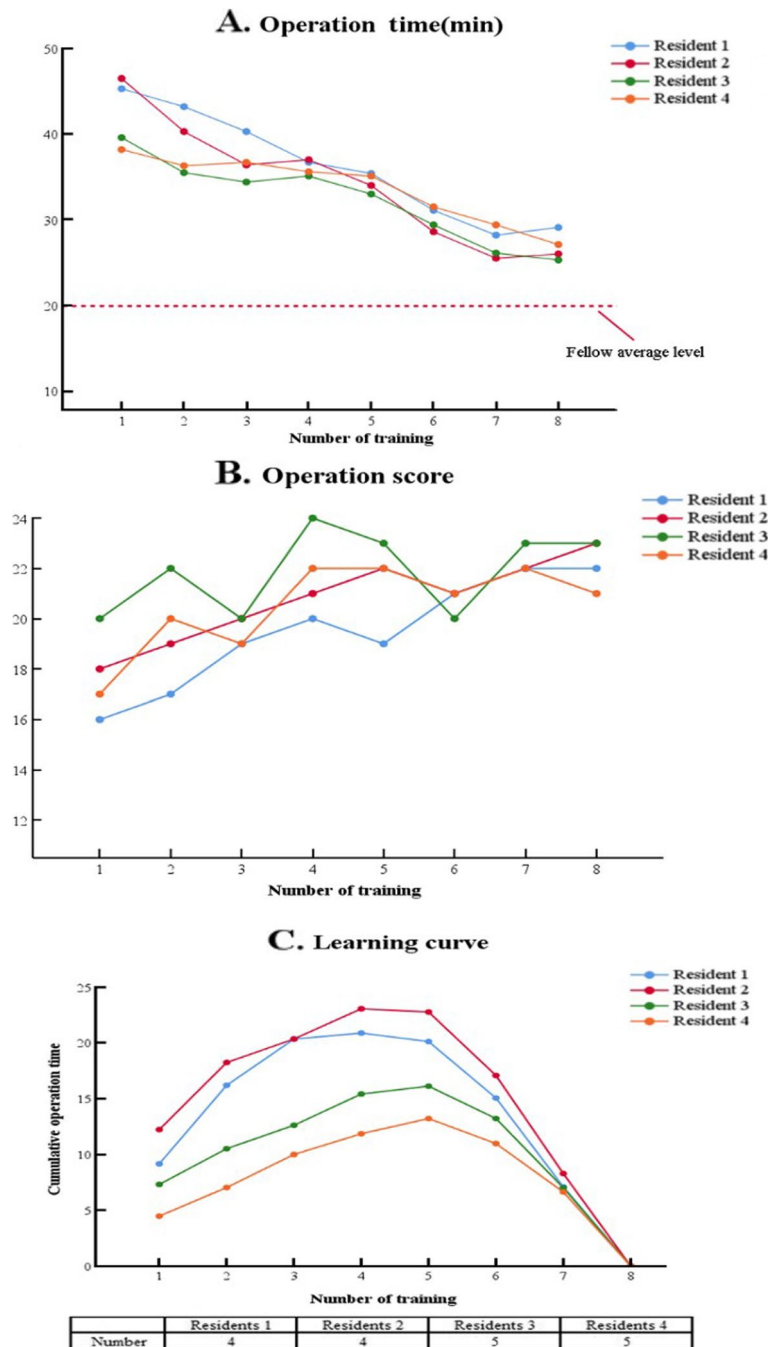 A. Operation time(min)
Resident 1
Resident 2
Resident 3
Resident 4
50
40
30
20
10
Fellow average level
1 2 3 4 5 6 7 8
Number of training
B. Operation score
Resident 1
Resident 2
Resident 3
Resident 4
24
22
20
18
16
14
12
1 2 3 4 5 6 7 8
Number of training
C. Learning curve
Resident 1
Resident 2
Resident 3
Resident 4
Cumulative operation time
25
20
15
10
5
0
1 2 3 4 5 6 7 8
Number of training
Residents 1 Residents 2 Residents 3 Residents 4
Number 4 4 5 5